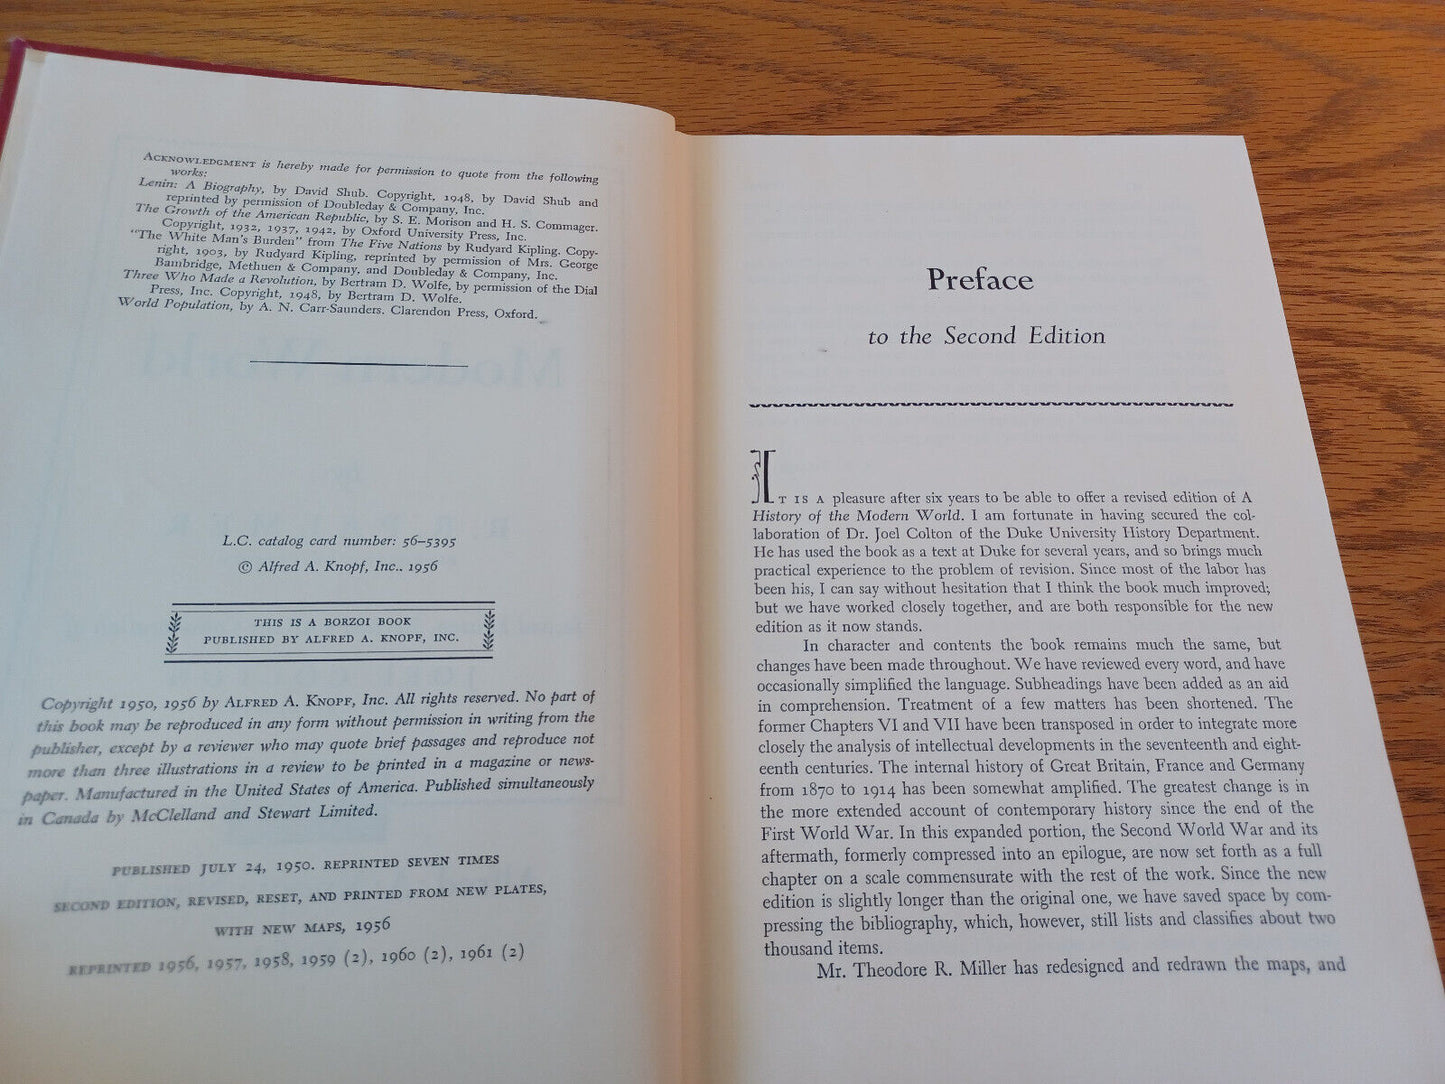 ACKNOWLEDGMENT is hereby made for permission to quote from the following
works:
Lenin: A Biography, by David Shub. Copyright, 1948, by David Shub and
reprinted by permission of Doubleday & Company, Inc.
The Growth of the American Republic, by S. E. Morison and H. S. Commager.
Copyright, 1932, 1937, 1942, by Oxford University Press, Inc.
"The White Man's Burden" from The Five Nations by Rudyard Kipling. Copy-
right, 1903, by Rudyard Kipling, reprinted by permission of Mrs. George
Bambridge, Methuen & Company, and Doubleday & Company, Inc.
Three Who Made a Revolution, by Bertram D. Wolfe, by permission of the Dial
Press, Inc. Copyright, 1948, by Bertram D. Wolfe.
World Population, by A. N. Carr-Saunders. Clarendon Press, Oxford.
L.C. catalog card number: 56–5395
© Alfred A. Knopf, Inc.. 1956
THIS IS A BORZOI BOOK
PUBLISHED BY ALFRED A. KNOPF, INC.
Copyright 1950, 1956 by ALFRED A. KNOPF, Inc. All rights reserved. No part of
this book may be reproduced in any form without permission in writing from the
publisher, except by a reviewer who may quote brief passages and reproduce not
more than three illustrations in a review to be printed in a magazine or news-
paper. Manufactured in the United States of America. Published simultaneously
in Canada by McClelland and Stewart Limited.
PUBLISHED JULY 24, 1950. REPRINTED SEVEN TIMES
SECOND EDITION, REVISED, RESET, AND PRINTED FROM NEW PLATES,
WITH NEW MAPS, 1956
REPRINTED 1956, 1957, 1958, 1959 (2), 1960 (2), 1961 (2)
Preface
to the Second Edition
IT IS A pleasure after six years to be able to offer a revised edition of A
History of the Modern World. I am fortunate in having secured the col-
laboration of Dr. Joel Colton of the Duke University History Department.
He has used the book as a text at Duke for several years, and so brings much
practical experience to the problem of revision. Since most of the labor has
been his, I can say without hesitation that I think the book much improved;
but we have worked closely together, and are both responsible for the new
edition as it now stands.
In character and contents the book remains much the same, but
changes have been made throughout. We have reviewed every word, and have
occasionally simplified the language. Subheadings have been added as an aid
in comprehension. Treatment of a few matters has been shortened. The
former Chapters VI and VII have been transposed in order to integrate more
closely the analysis of intellectual developments in the seventeenth and eight-
eenth centuries. The internal history of Great Britain, France and Germany
from 1870 to 1914 has been somewhat amplified. The greatest change is in
the more extended account of contemporary history since the end of the
First World War. In this expanded portion, the Second World War and its
aftermath, formerly compressed into an epilogue, are now set forth as a full
chapter on a scale commensurate with the rest of the work. Since the new
edition is slightly longer than the original one, we have saved space by com-
pressing the bibliography, which, however, still lists and classifies about two
thousand items.
Mr. Theodore R. Miller has redesigned and redrawn the maps, and